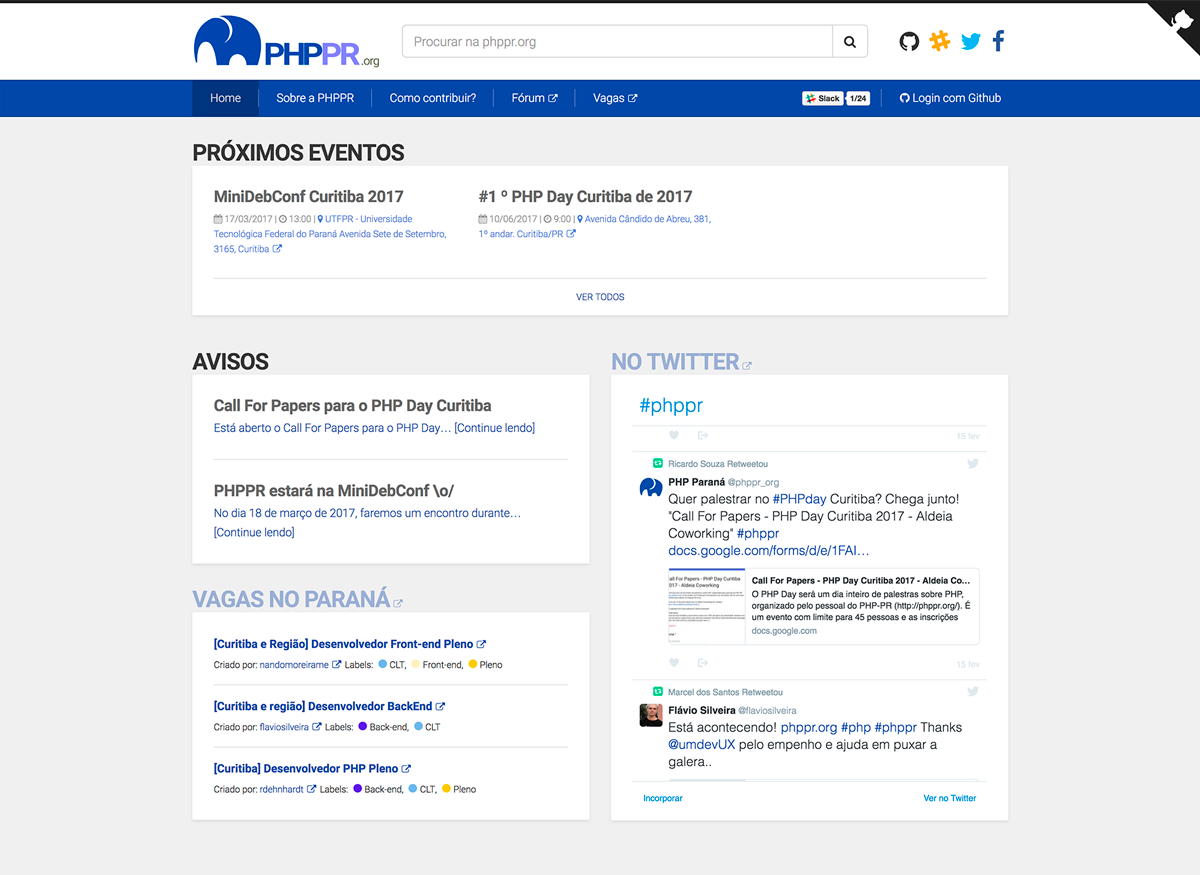 PHPPR.org
Procurar na phppr.org
Home
Sobre a PHPPR
Como contribuir?
Fórum
Vagas
Slack 1/24
Login com Github
PRÓXIMOS EVENTOS
MiniDebConf Curitiba 2017
17/03/2017 | 13:00 | UTFPR - Universidade
Tecnológica Federal do Paraná Avenida Sete de Setembro,
3165, Curitiba
#1 º PHP Day Curitiba de 2017
10/06/2017 | 9:00 | Avenida Cândido de Abreu, 381,
1º andar. Curitiba/PR
VER TODOS
AVISOS
Call For Papers para o PHP Day Curitiba
Está aberto o Call For Papers para o PHP Day… [Continue lendo]
PHPPR estará na MiniDebConf \o/
No dia 18 de março de 2017, faremos um encontro durante…
[Continue lendo]
VAGAS NO PARANÁ
[Curitiba e Região] Desenvolvedor Front-end Pleno
Criado por: nandomoreirame Labels: CLT, Front-end, Pleno
[Curitiba e região] Desenvolvedor BackEnd
Criado por: flaviosilveira Labels: Back-end, CLT
[Curitiba] Desenvolvedor PHP Pleno
Criado por: rdehnhardt Labels: Back-end, CLT, Pleno
NO TWITTER
#phppr
15 fev
Ricardo Souza Retweetou
PHP Paraná @phppr_org
Quer palestrar no #PHPday Curitiba? Chega junto!
"Call For Papers - PHP Day Curitiba 2017 - Aldeia
Coworking" #phppr
docs.google.com/forms/d/e/1FAI…
all For Papers - PHP Day Curitiba
017 - Aldeia Coworking
Call For Papers - PHP Day Curitiba 2017 - Aldeia Co...
O PHP Day será um dia inteiro de palestras sobre PHP,
organizado pelo pessoal do PHP-PR (http://phppr.org/). É
um evento com limite para 45 pessoas e as inscrições
docs.google.com
15 fev
Marcel dos Santos Retweetou
Flávio Silveira @flaviosilveira
Está acontecendo! phppr.org #php #phppr Thanks
@umdevUX pelo empenho e ajuda em puxar a
galera..
Incorporar
Ver no Twitter